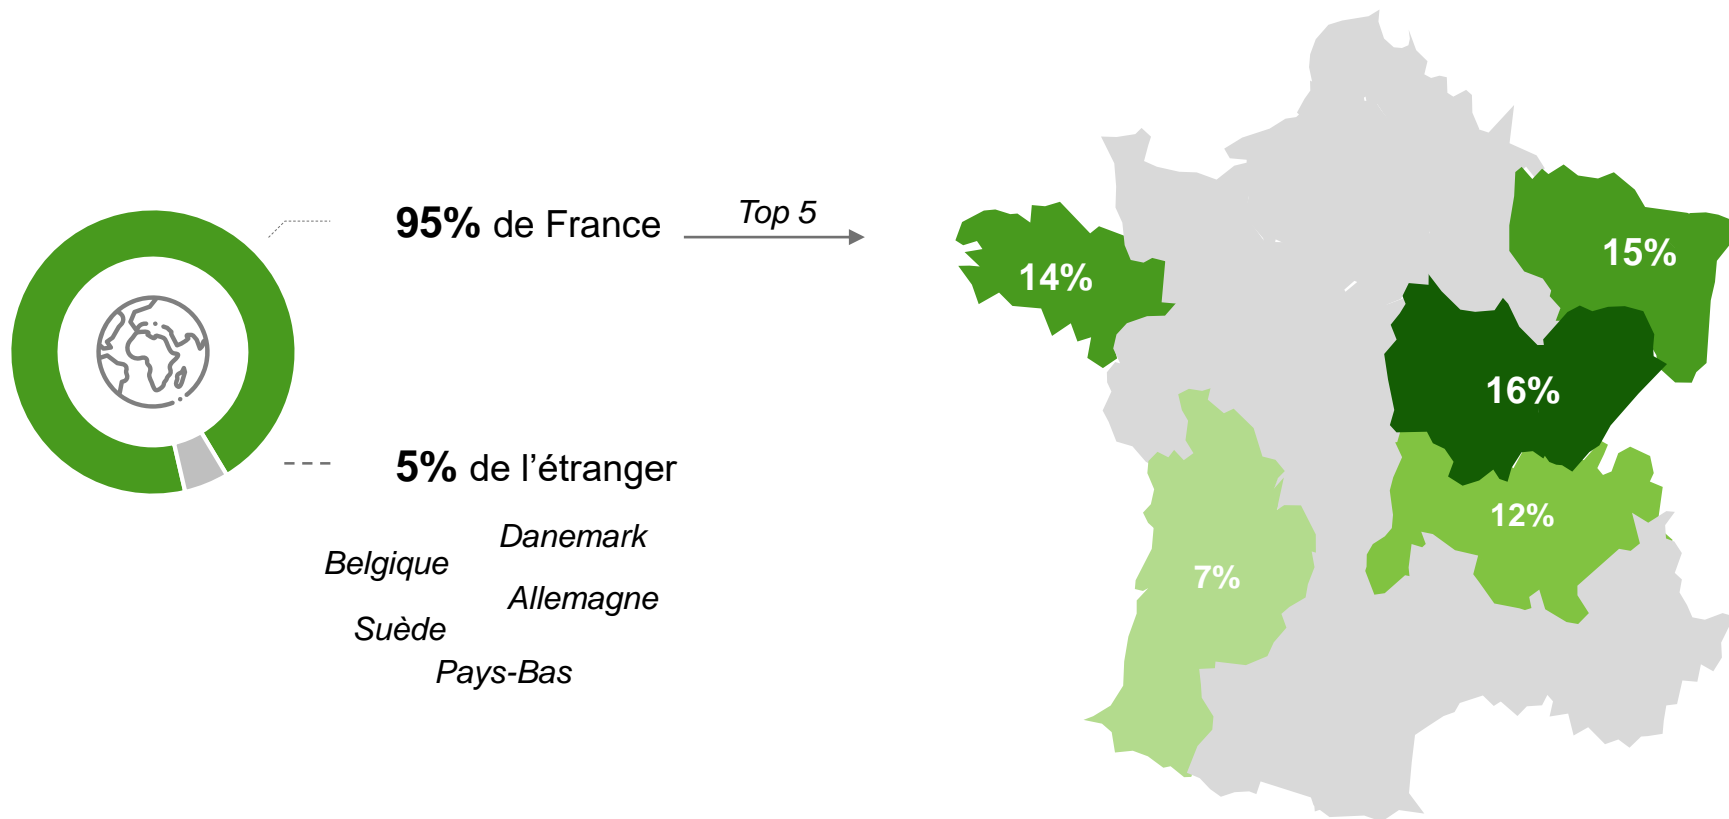 95% de France
Top 5
5% de l’étranger
Danemark
Belgique
Allemagne
Suède
Pays-Bas
14%
15%
16%
12%
7%